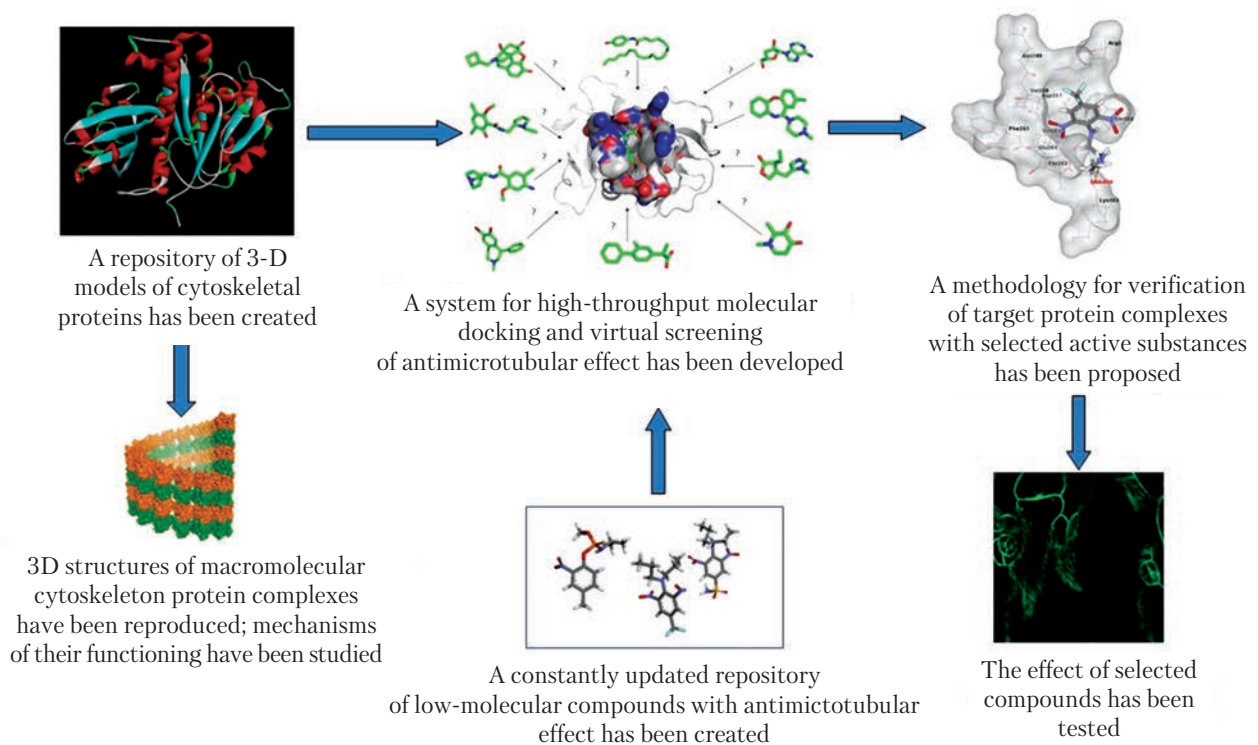 A repository of 3-D
models of cytoskeletal
proteins has been created
?
?
?
?
?
?
?
?
?
?
A system for high-throughput molecular
docking and virtual screening
of antimicrotubular effect has been developed
Phe202
Lys362
A methodology for verification
of target protein complexes
with selected active substances
has been proposed
3D structures of macromolecular
cytoskeleton protein complexes
have been reproduced; mechanisms
of their functioning have been studied
A constantly updated repository
of low-molecular compounds with antimictotubular
effect has been created
The effect of selected
compounds has been
tested